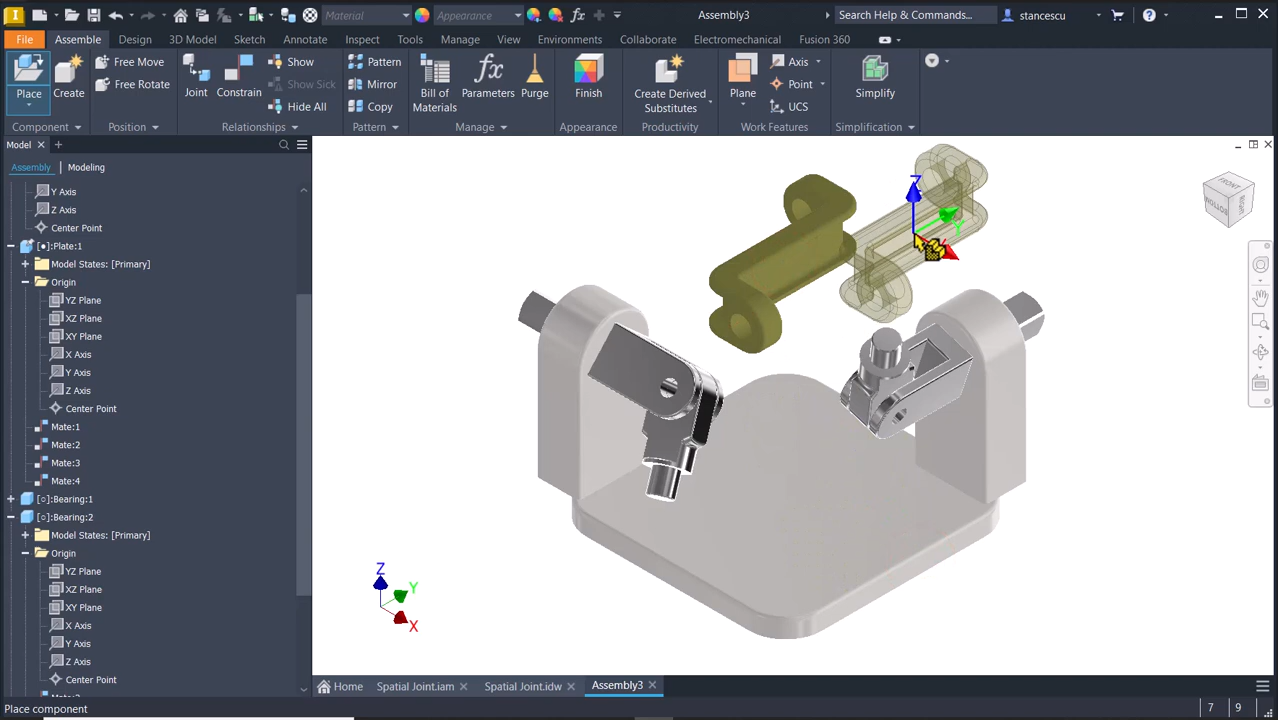 Material
Appearance
Assembly3
Search Help & Commands...
stancescu
File
Assemble
Design
3D Model
Sketch
Annotate
Inspect
Tools
Manage
View
Environments
Collaborate
Electromechanical
Fusion 360
Place
Create
Free Move
Free Rotate
Joint
Constrain
Show
Show Sick
Hide All
Pattern
Mirror
Copy
Bill of
Materials
Parameters
Purge
Finish
Create Derived
Substitutes
Plane
Axis
Point
UCS
Simplify
Component
Position
Relationships
Pattern
Manage
Appearance
Productivity
Work Features
Simplification
Model
Assembly
Modeling
Y Axis
Z Axis
Center Point
[●]:Plate:1
Model States: [Primary]
Origin
YZ Plane
XZ Plane
XY Plane
X Axis
Y Axis
Z Axis
Center Point
Mate:1
Mate:2
Mate:3
Mate:4
[○]:Bearing:1
[○]:Bearing:2
Model States: [Primary]
Origin
YZ Plane
XZ Plane
XY Plane
X Axis
Y Axis
Z Axis
Center Point
Z
Y
FRONT
RIGHT
BOTTOM
Z
Y
X
Home
Spatial Joint.iam
Spatial Joint.idw
Assembly3
Place component
7
9